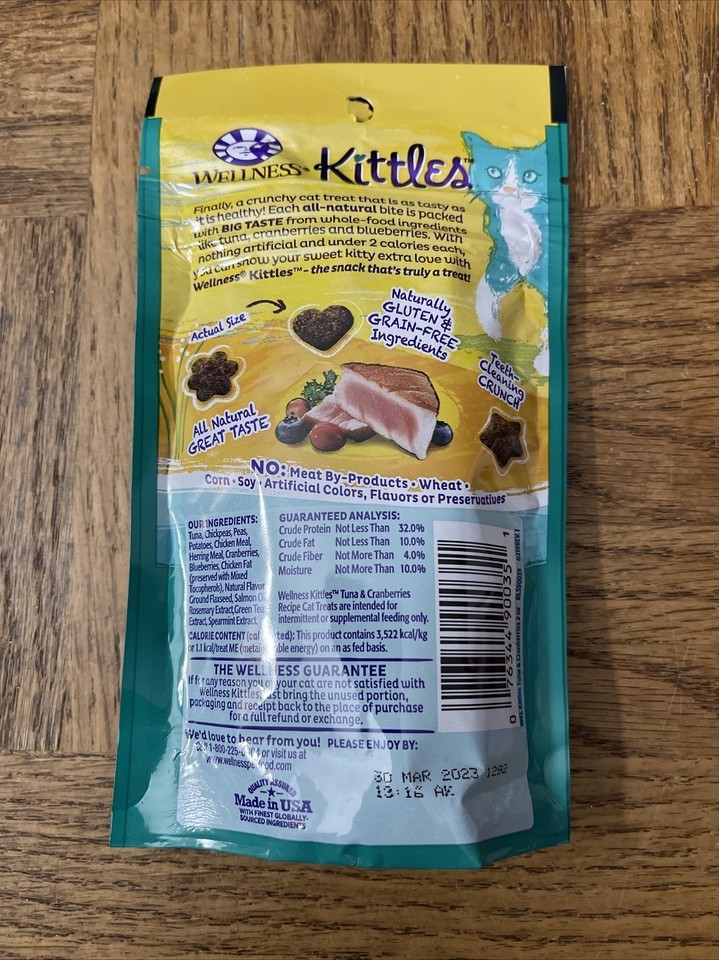 WELLNESS® Kittles™
Finally, a crunchy cat treat that is as tasty as
it is healthy! Each all-natural bite is packed
with BIG TASTE from whole-food ingredients
like tuna, cranberries and blueberries. With
nothing artificial and under 2 calories each,
you can show your sweet kitty extra love with
Wellness® Kittles™ - the snack that's truly a treat!
Actual Size
Naturally
GLUTEN &
GRAIN-FREE
Ingredients
Teeth-
Cleaning
CRUNCH
All Natural
GREAT TASTE
NO: Meat By-Products • Wheat •
Corn • Soy • Artificial Colors, Flavors or Preservatives
OUR INGREDIENTS:
Tuna, Chickpeas, Peas,
Potatoes, Chicken Meal,
Herring Meal, Cranberries,
Blueberries, Chicken Fat
(preserved with Mixed
Tocopherols), Natural Flavor
Ground Flaxseed, Salmon
Rosemary Extract, Green Tea
Extract, Spearmint Extract.
GUARANTEED ANALYSIS:
Crude Protein Not Less Than 32.0%
Crude Fat Not Less Than 10.0%
Crude Fiber Not More Than 4.0%
Moisture Not More Than 10.0%
Wellness Kittles™ Tuna & Cranberries
Recipe Cat Treats are intended for
intermittent or supplemental feeding only.
CALORIE CONTENT This product contains 3,522 kcal/kg
or 1.1 kcal/treat ME energy) on an as fed basis.
THE WELLNESS GUARANTEE
If for any reason you or your cat are not satisfied with
Wellness Kittles, bring the unused portion,
packaging and receipt back to the place of purchase
for a full refund or exchange.
We'd love to hear from you! PLEASE ENJOY BY:
or visit us at
30 MAR 2023 1292
13:16 AK
QUALITY ASSURED
Made in USA
WITH FINEST GLOBALLY-
SOURCED INGREDIENTS
0 76344 90035 1